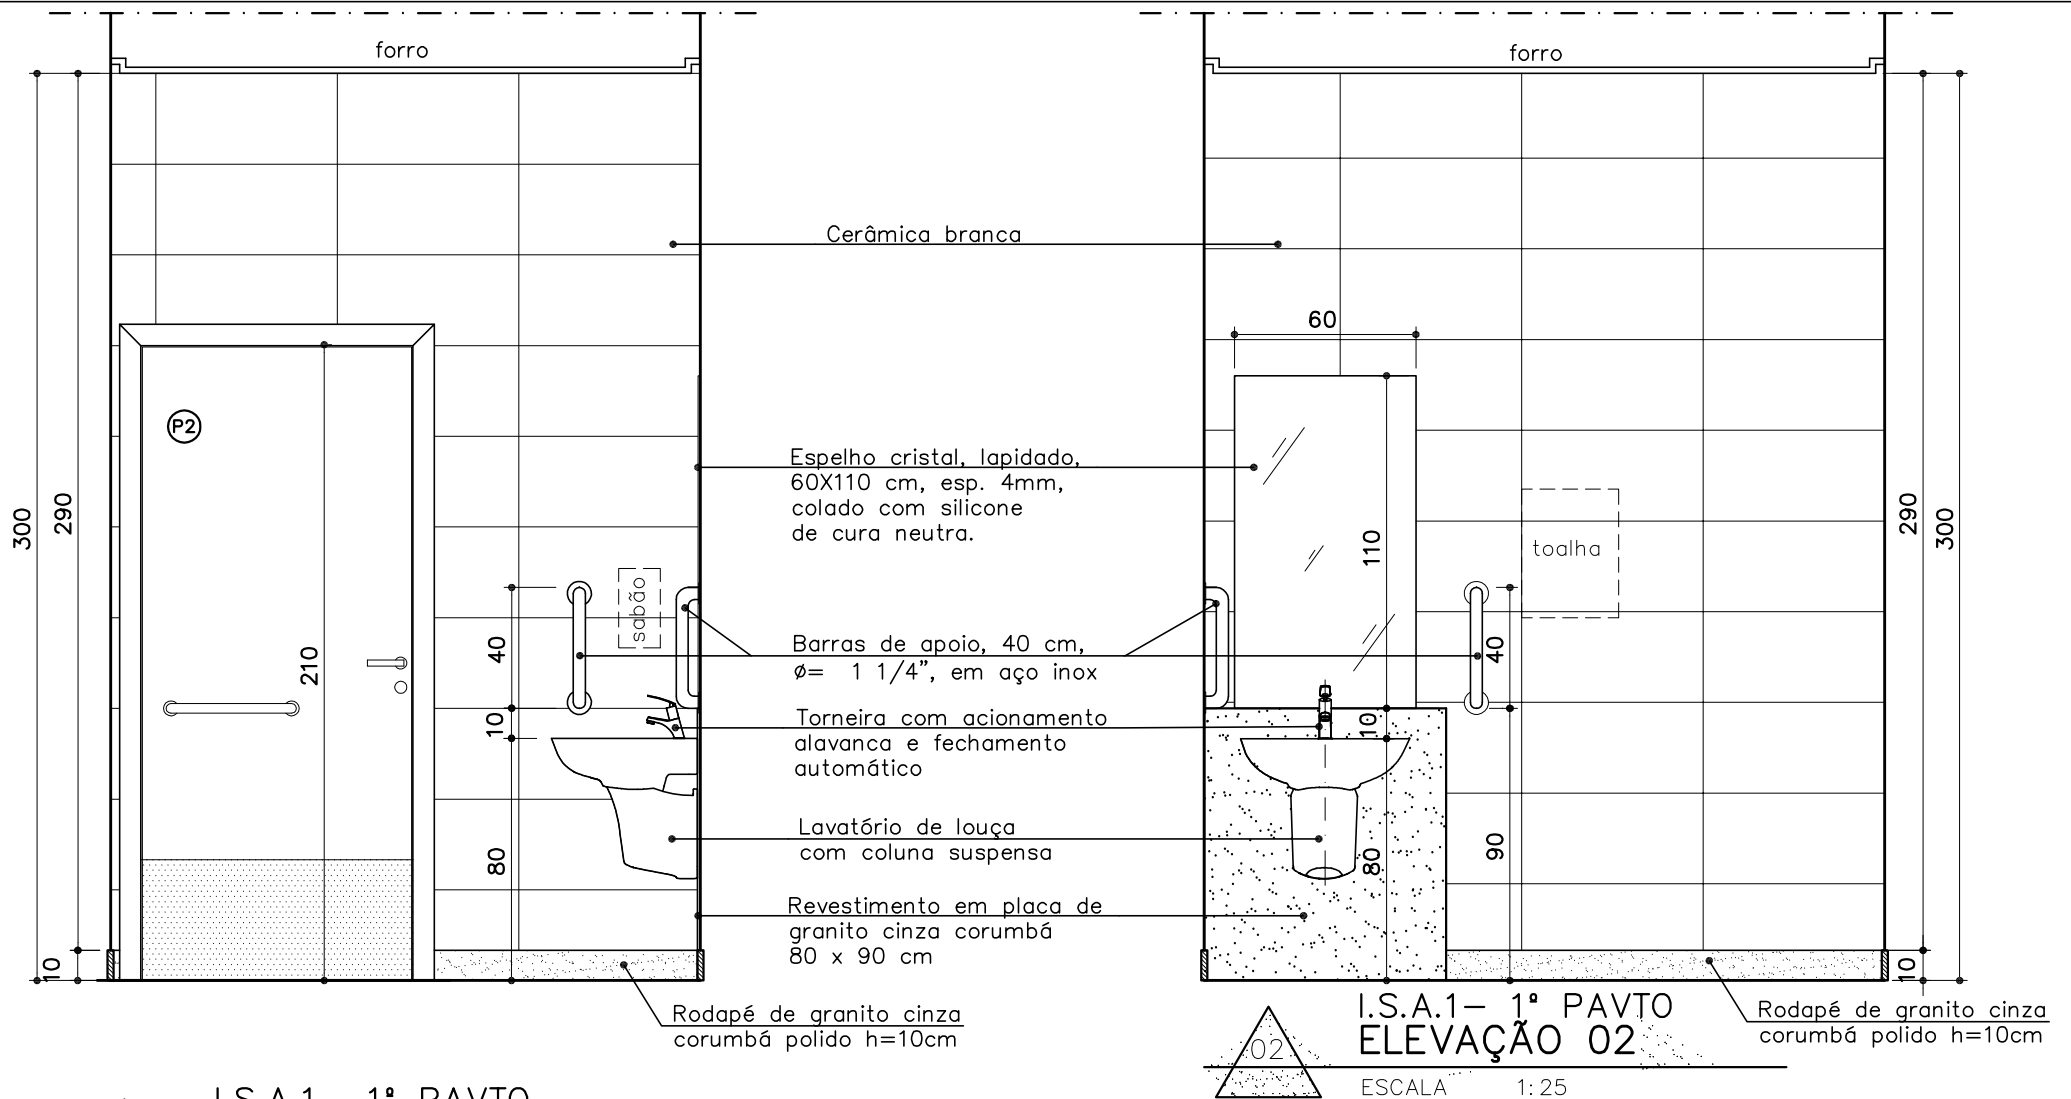 forro
forro
Cerâmica branca
60
P2
Espelho cristal, lapidado,
60X110 cm, esp. 4mm,
colado com silicone
de cura neutra.
300
290
210
40
10
80
10
sabão
110
10
80
toalha
40
90
290
300
10
Barras de apoio, 40 cm,
ø= 1 1/4", em aço inox
Torneira com acionamento
alavanca e fechamento
automático
Lavatório de louça
com coluna suspensa
Revestimento em placa de
granito cinza corumbá
80 x 90 cm
Rodapé de granito cinza
corumbá polido h=10cm
02
I.S.A.1– 1º PAVTO
ELEVAÇÃO 02
ESCALA 1:25
Rodapé de granito cinza
corumbá polido h=10cm
I.S.A.1– 1º PAVTO